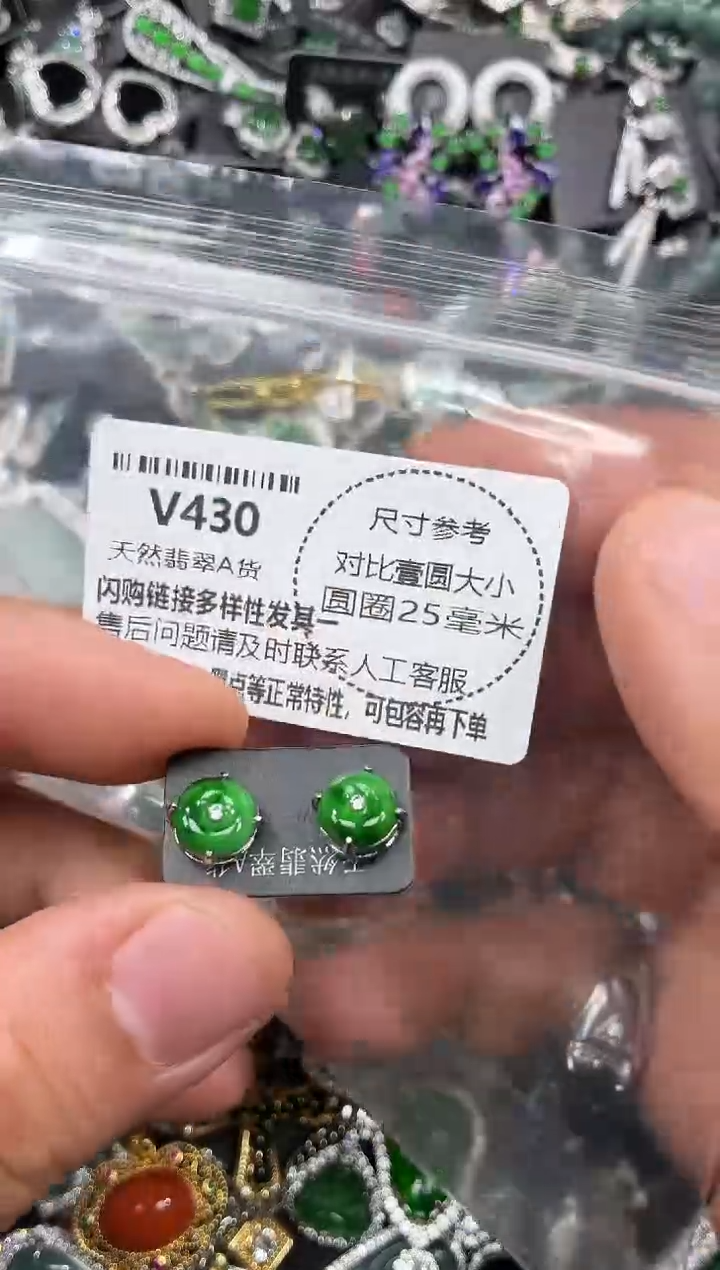 V430
天然翡翠A货
尺寸参考
对比壹圆大小
圆圈25毫米
闪购链接多样性发其一
售后问题请及时联系人工客服
点等正常特性，可包容再下单
天然翡翠A货